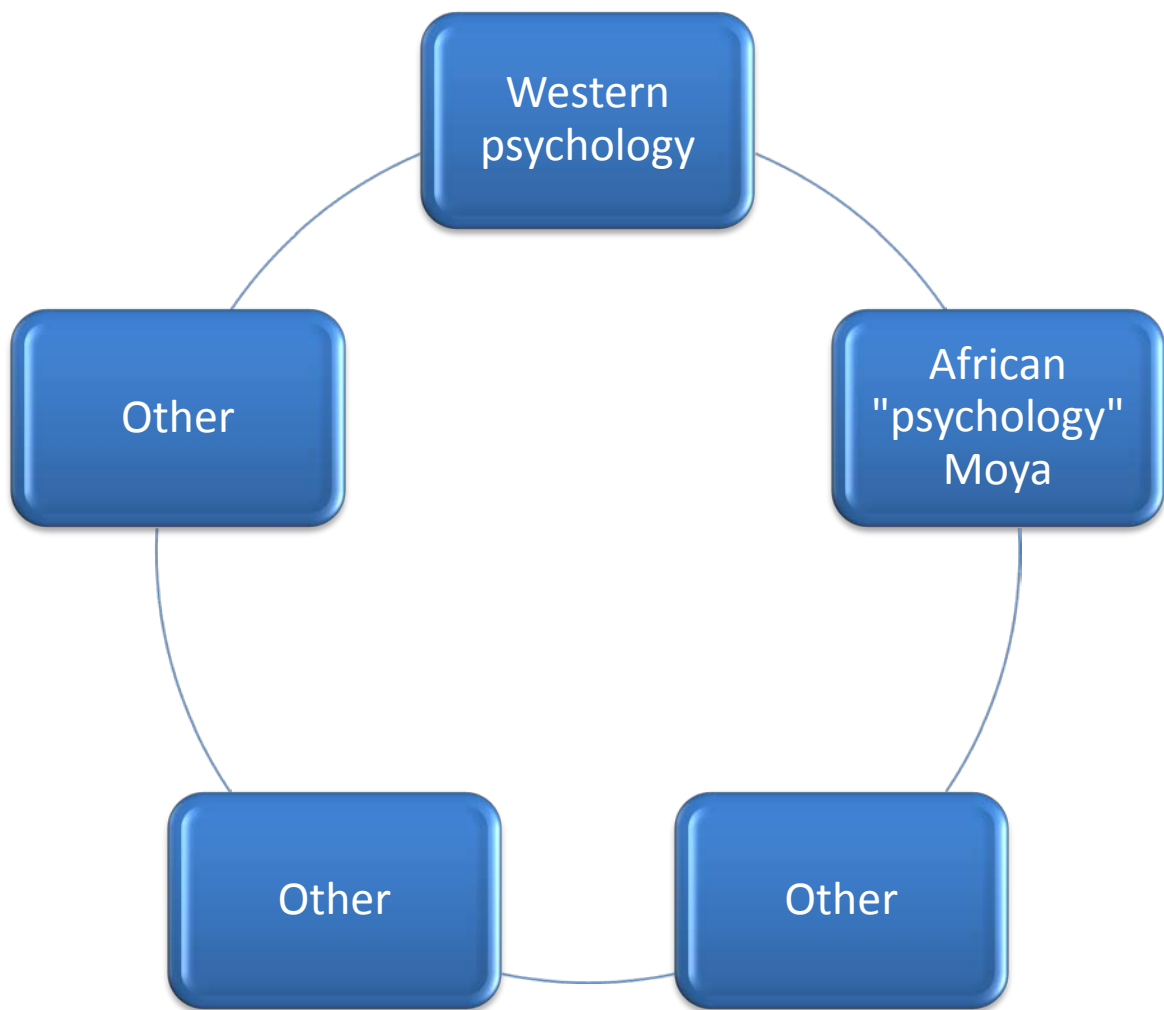 Western
psychology
African
"psychology"
Moya
Other
Other
Other